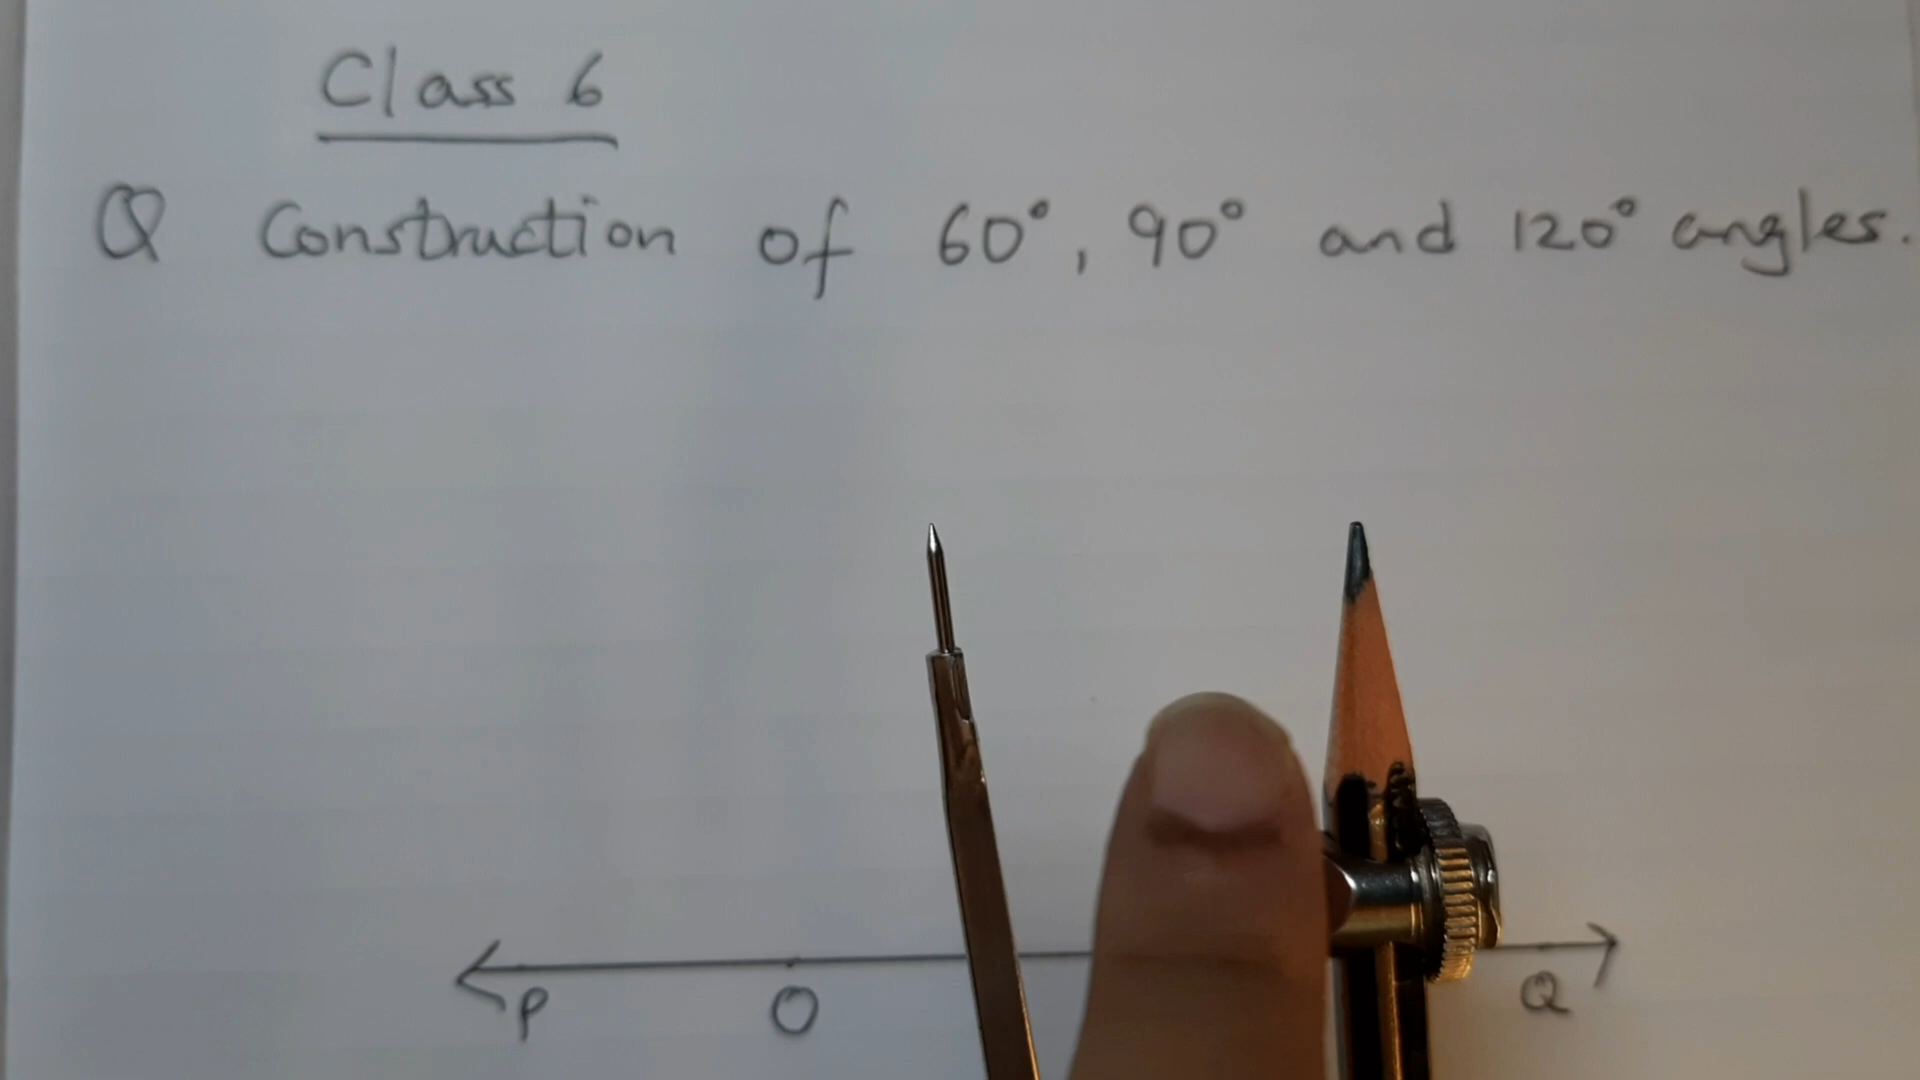 Class 6
Q Construction of 60°, 90° and 120° angles.
P O Q